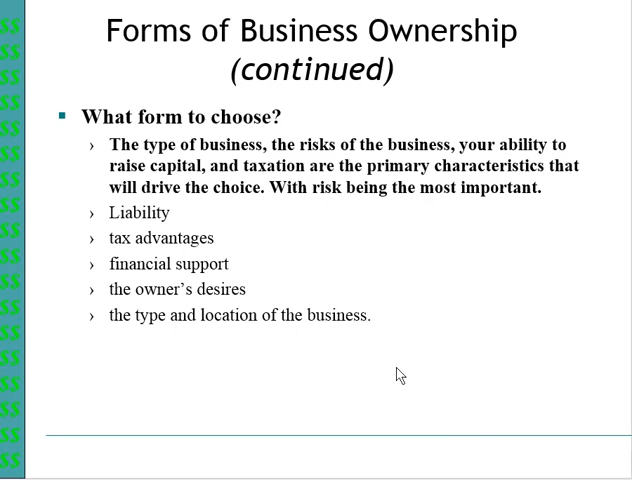 Forms of Business Ownership
(continued)
▪ What form to choose?
› The type of business, the risks of the business, your ability to
raise capital, and taxation are the primary characteristics that
will drive the choice. With risk being the most important.
› Liability
› tax advantages
› financial support
› the owner’s desires
› the type and location of the business.